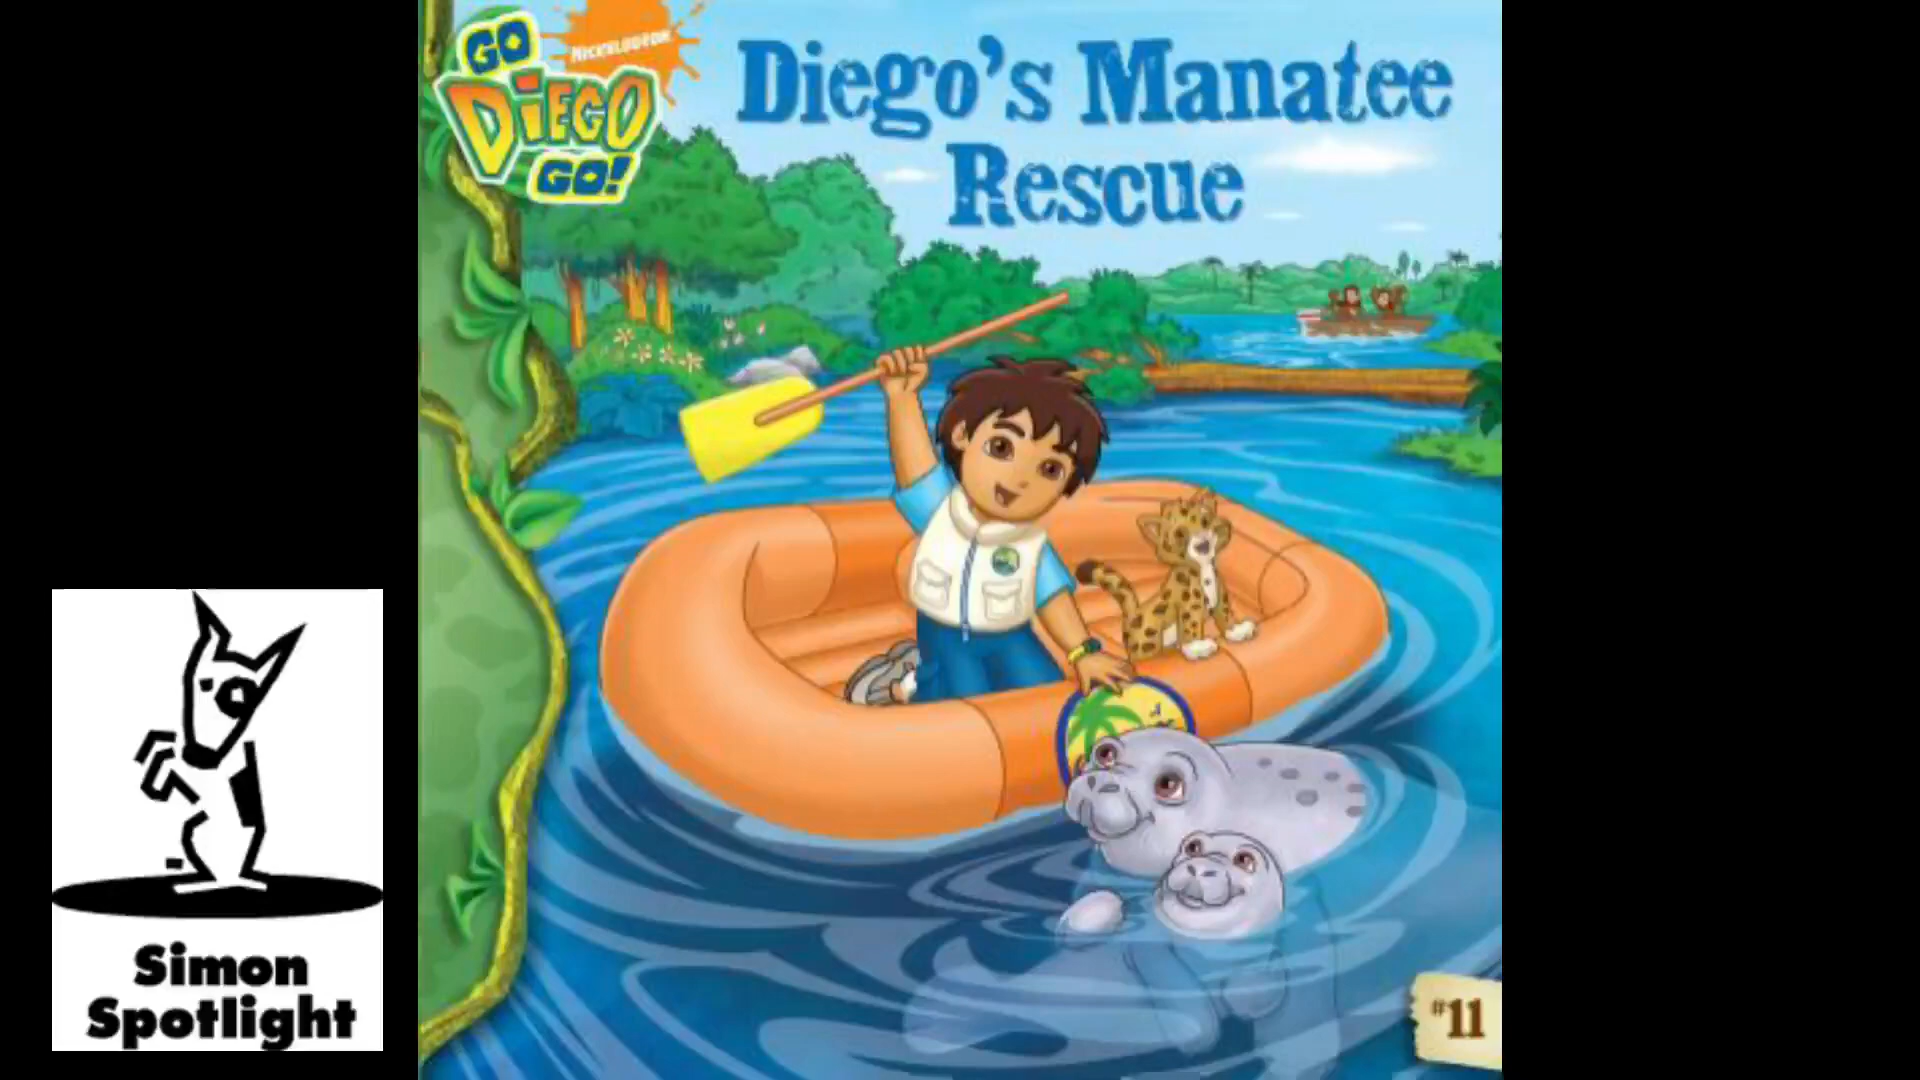 GO
DiEGO
GO!
NICKELODEON
Diego's Manatee
Rescue
#11
Simon
Spotlight